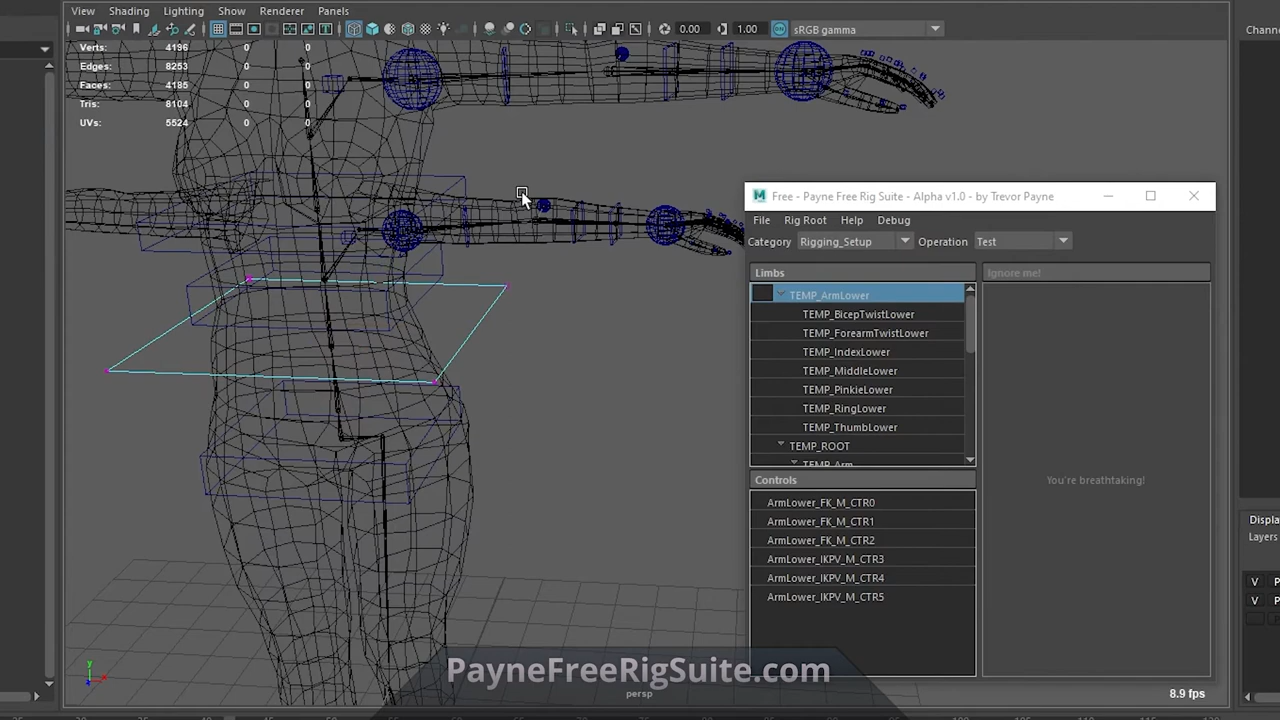 View Shading Lighting Show Renderer Panels
0.00 1.00 sRGB gamma
Channe
Verts: 4196 0 0
Edges: 8253 0 0
Faces: 4185 0 0
Tris: 8104 0 0
UVs: 5524 0 0
Free - Payne Free Rig Suite - Alpha v1.0 - by Trevor Payne
File Rig Root Help Debug
Category Rigging_Setup Operation Test
Limbs
Ignore me!
TEMP_ArmLower
TEMP_BicepTwistLower
TEMP_ForearmTwistLower
TEMP_IndexLower
TEMP_MiddleLower
TEMP_PinkieLower
TEMP_RingLower
TEMP_ThumbLower
TEMP_ROOT
TEMP_Arm
Controls
You're breathtaking!
ArmLower_FK_M_CTR0
ArmLower_FK_M_CTR1
ArmLower_FK_M_CTR2
ArmLower_IKPV_M_CTR3
ArmLower_IKPV_M_CTR4
ArmLower_IKPV_M_CTR5
Displa
Layers
V P
V P
PayneFreeRigSuite.com
persp
8.9 fps
y